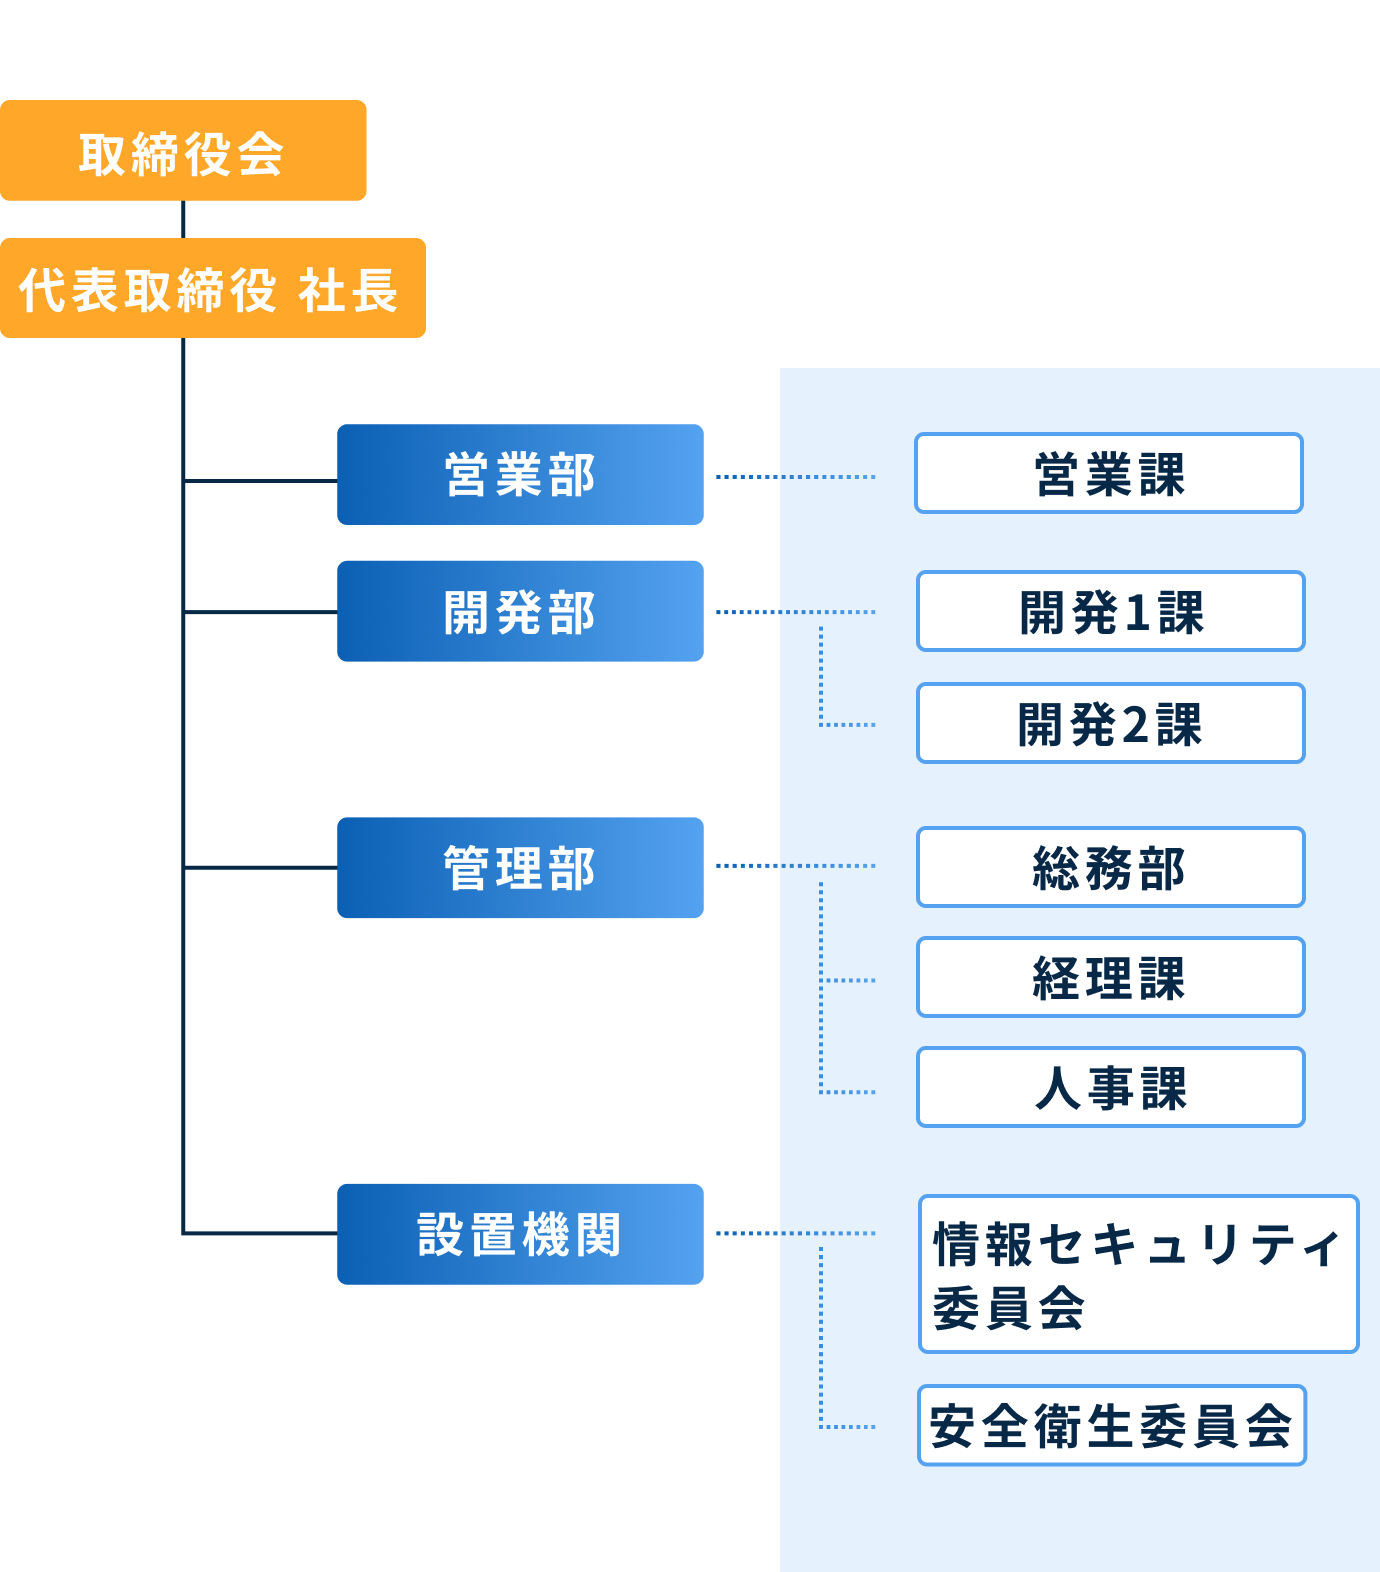 取締役会
代表取締役 社長
営業部
営業課
開発部
開発1課
開発2課
管理部
総務部
経理課
人事課
設置機関
情報セキュリティ
委員会
安全衛生委員会